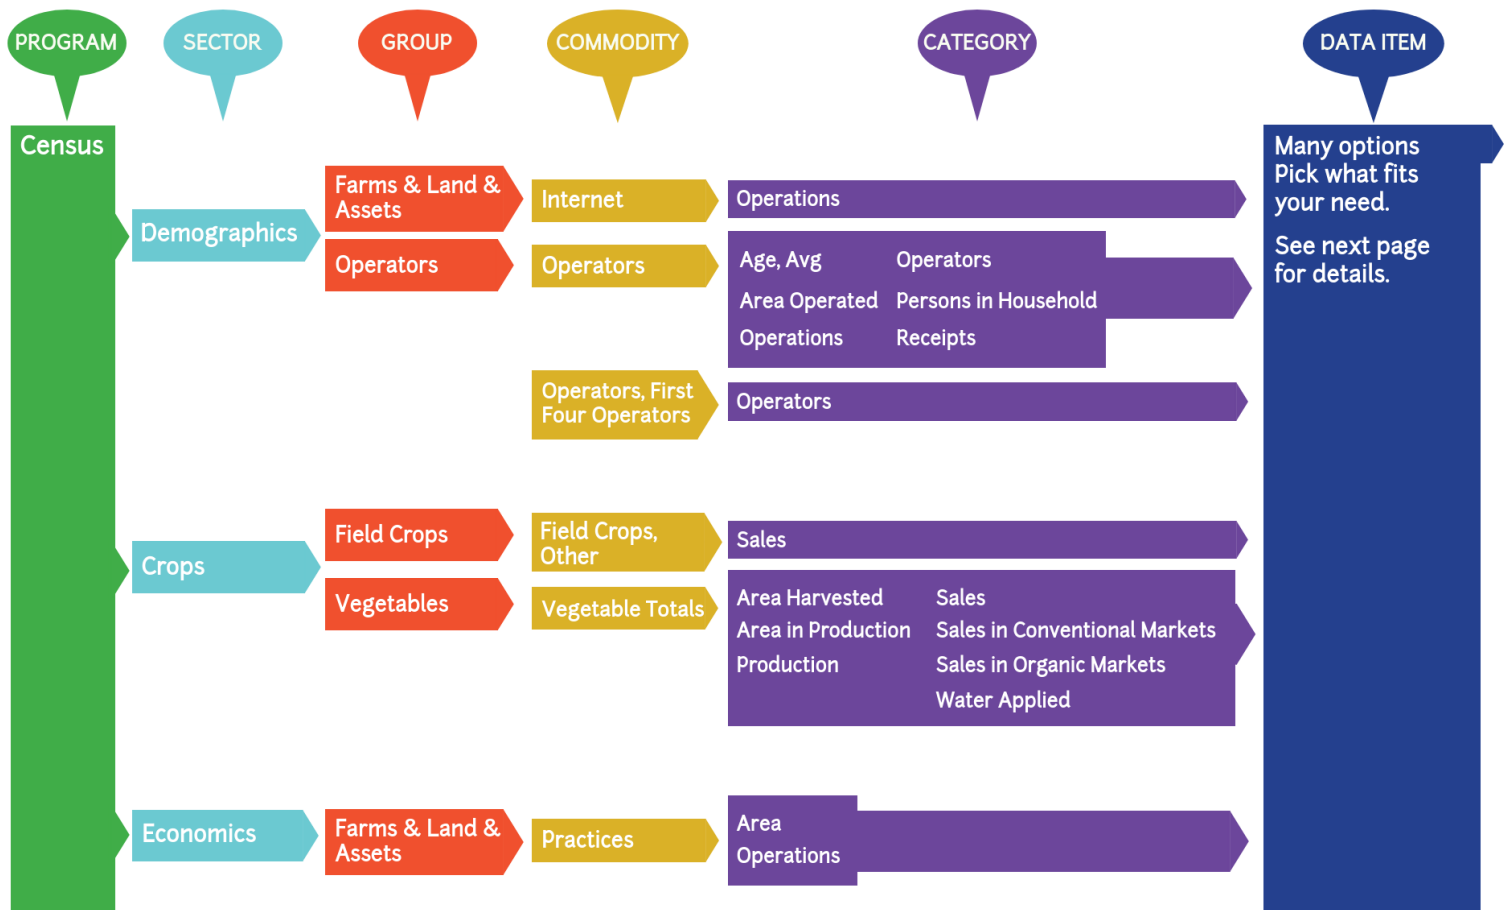 PROGRAM
SECTOR
GROUP
COMMODITY
CATEGORY
DATA ITEM
Census
Demographics
Farms & Land &
Assets
Internet
Operations
Operators
Operators
Age, Avg
Operators
Area Operated
Persons in Household
Operations
Receipts
Operators, First
Four Operators
Operators
Crops
Field Crops
Field Crops,
Other
Sales
Vegetables
Vegetable Totals
Area Harvested
Sales
Area in Production
Sales in Conventional Markets
Production
Sales in Organic Markets
Water Applied
Economics
Farms & Land &
Assets
Practices
Area
Operations
Many options
Pick what fits
your need.
See next page
for details.